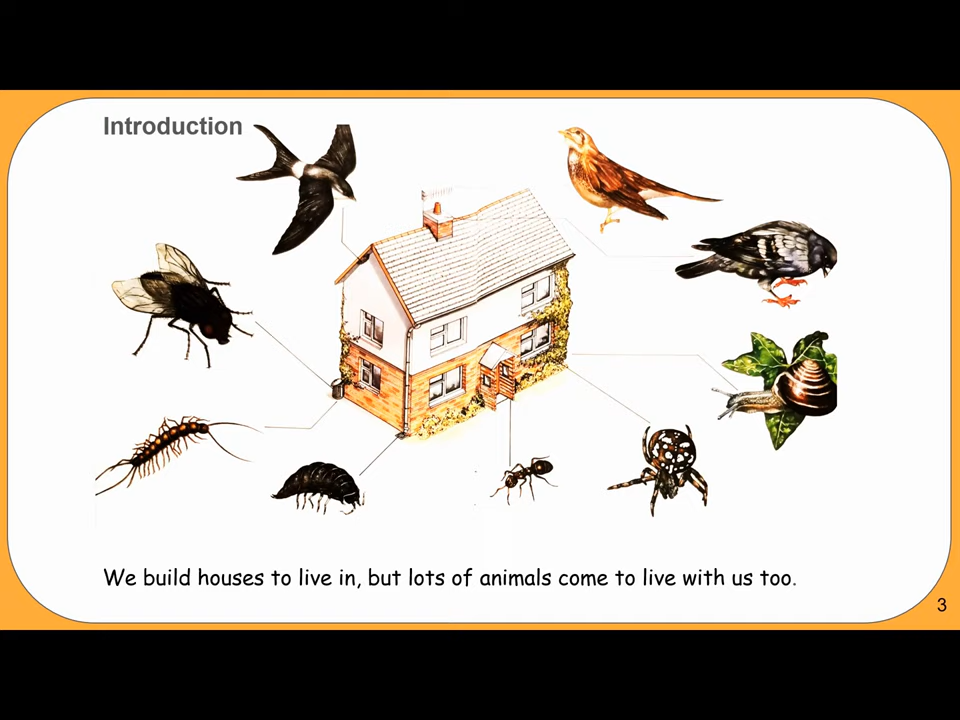 Introduction
We build houses to live in, but lots of animals come to live with us too.
3